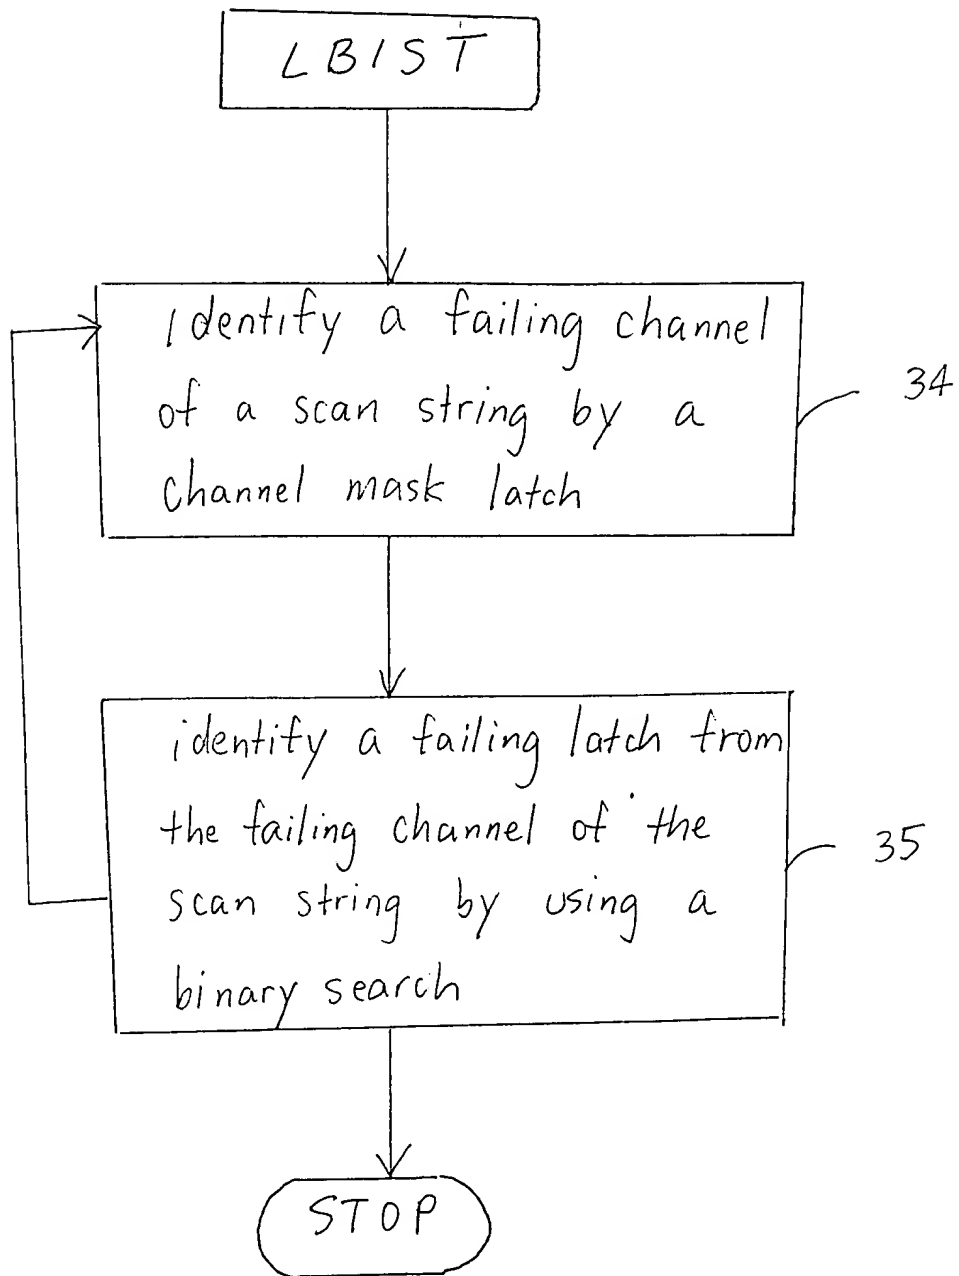 LBIST
Identify a failing channel
of a scan string by a
channel mask latch
34
identify a failing latch from
the failing channel of the
scan string by using a
binary search
35
STOP